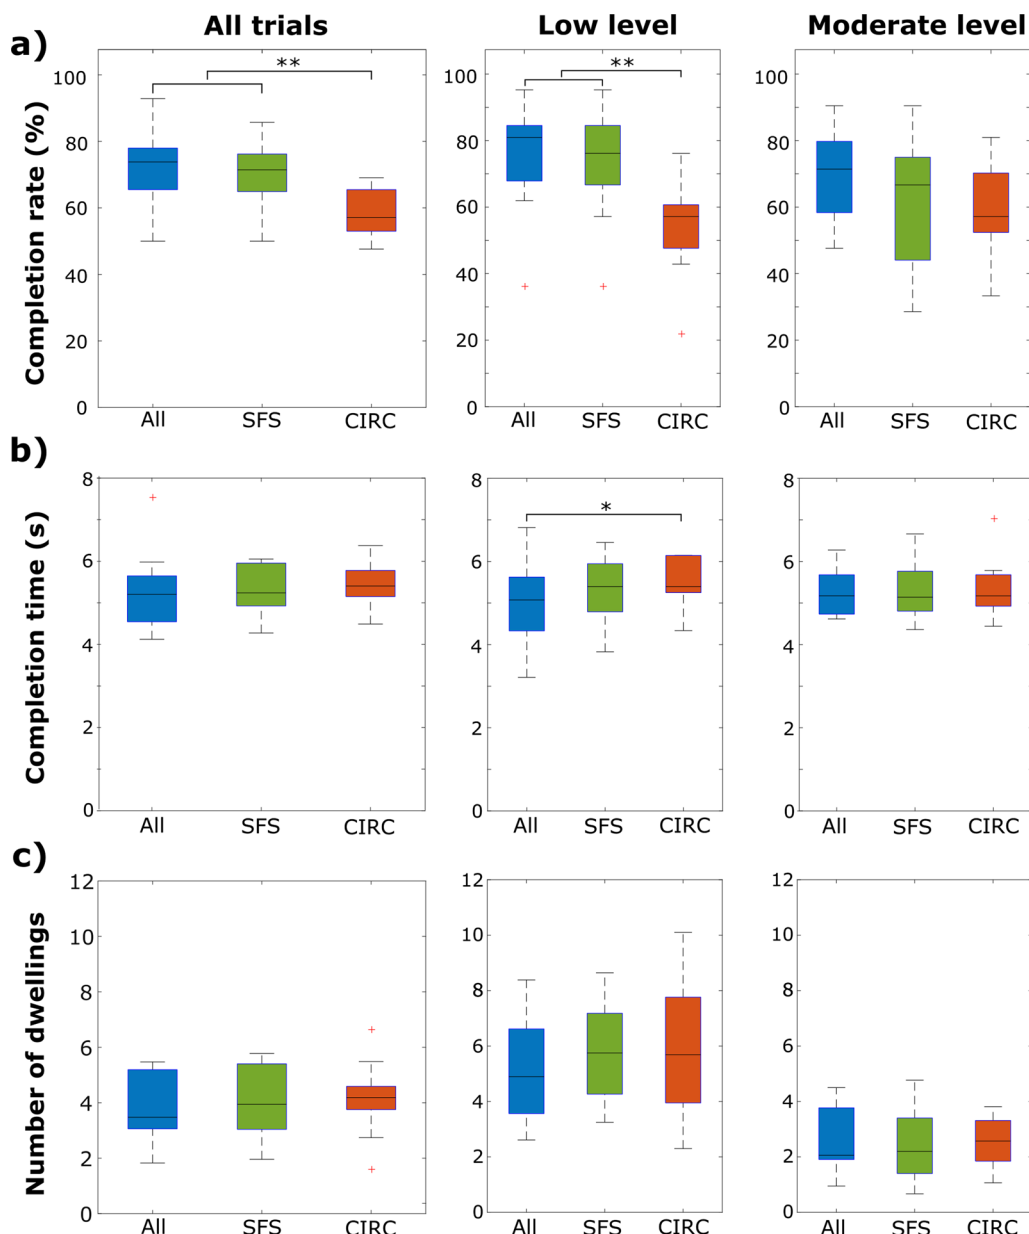 All trials Low level Moderate level
a)
Completion rate (%)
100 80 60 40 20 0
**
All SFS CIRC
100 80 60 40 20 0
**
All SFS CIRC
100 80 60 40 20 0
All SFS CIRC
b)
Completion time (s)
8 6 4 2 0
All SFS CIRC
8 6 4 2 0
*
All SFS CIRC
8 6 4 2 0
All SFS CIRC
c)
Number of dwellings
12 10 8 6 4 2 0
All SFS CIRC
12 10 8 6 4 2 0
All SFS CIRC
12 10 8 6 4 2 0
All SFS CIRC